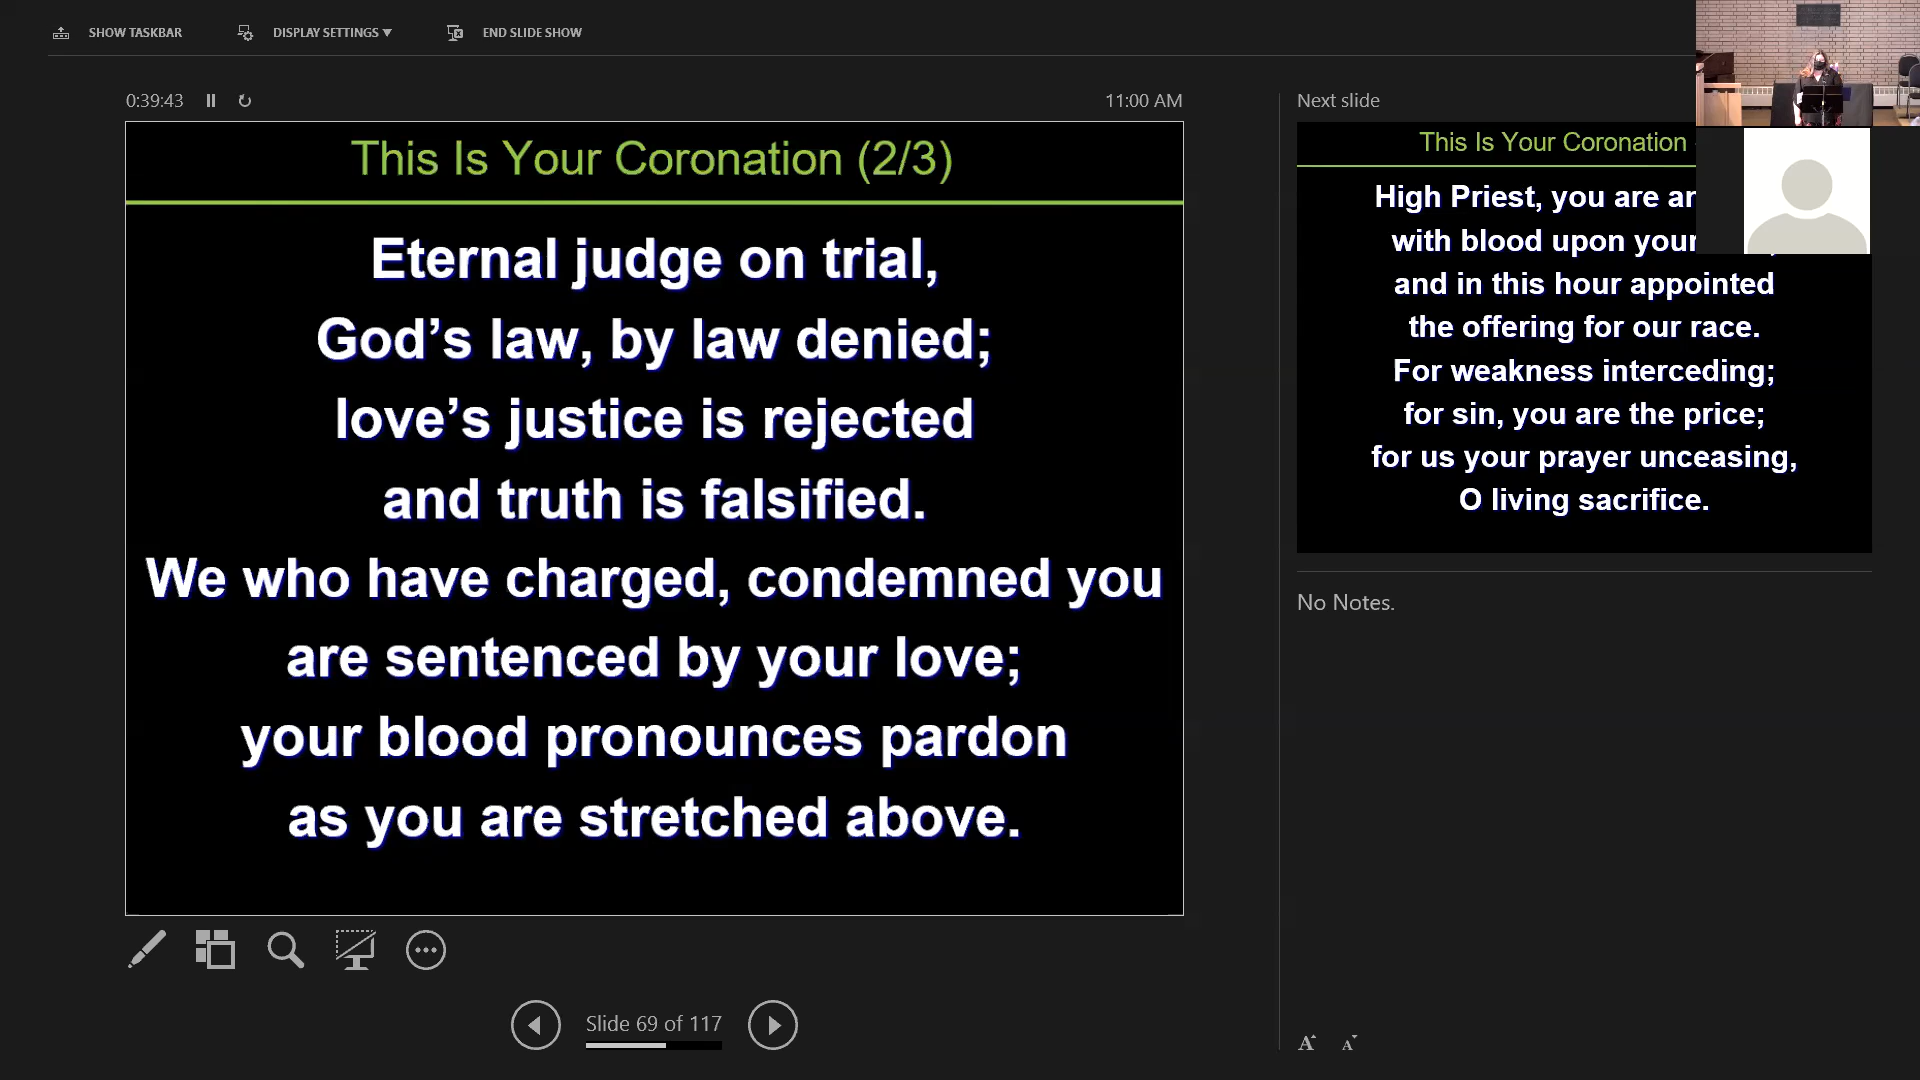 SHOW TASKBAR
DISPLAY SETTINGS ▼
END SLIDE SHOW
0:39:43
11:00 AM
This Is Your Coronation (2/3)
Eternal judge on trial,
God’s law, by law denied;
love’s justice is rejected
and truth is falsified.
We who have charged, condemned you
are sentenced by your love;
your blood pronounces pardon
as you are stretched above.
Slide 69 of 117
Next slide
This Is Your Coronation
High Priest, you are
with blood upon your
and in this hour appointed
the offering for our race.
For weakness interceding;
for sin, you are the price;
for us your prayer unceasing,
O living sacrifice.
No Notes.
A A